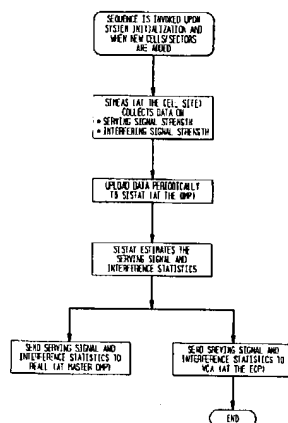 SEQUENCE IS INVOKED UPON
SYSTEM INITIALIZATION AND
WHEN NEW CELLS/SECTORS
ARE ADDED
SIMEAS (AT THE CELL SITE)
COLLECTS DATA ON
• SERVING SIGNAL STRENGTH
• INTERFERING SIGNAL STRENGTH
UPLOAD DATA PERIODICALLY
TO SISTAT (AT THE OMP)
SISTAT ESTIMATES THE
SERVING SIGNAL AND
INTERFERENCE STATISTICS
SEND SERVING SIGNAL AND
INTERFERENCE STATISTICS TO
REALL (AT MASTER OMP)
SEND SREVING SIGNAL AND
INTERFERENCE STATISTICS TO
VCA (AT THE ECP)
END